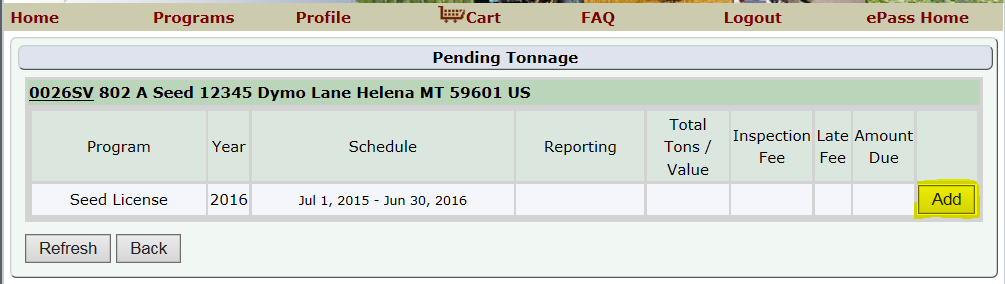 Home Programs Profile Cart FAQ Logout ePass Home
Pending Tonnage
0026SV 802 A Seed 12345 Dymo Lane Helena MT 59601 US
Program Year Schedule Reporting Total Tons / Value Inspection Fee Late Fee Amount Due
Seed License 2016 Jul 1, 2015 - Jun 30, 2016 Add
Refresh Back